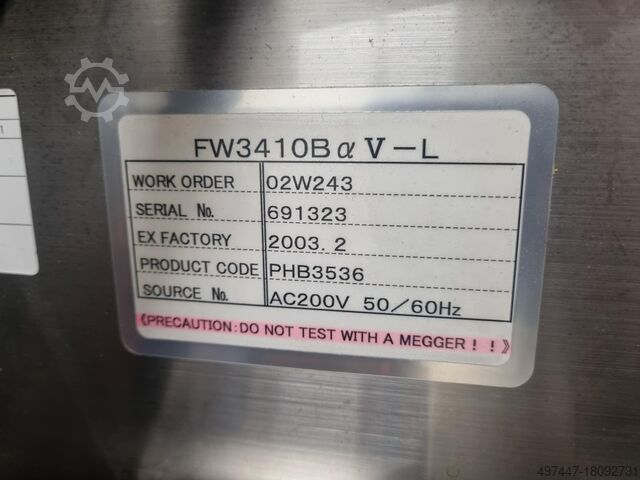 FW3410BαV-L
WORK ORDER 02W243
SERIAL No. 691323
EX FACTORY 2003. 2
PRODUCT CODE PHB3536
SOURCE No. AC200V 50/60Hz
《PRECAUTION:DO NOT TEST WITH A MEGGER!!》
497447-18092731